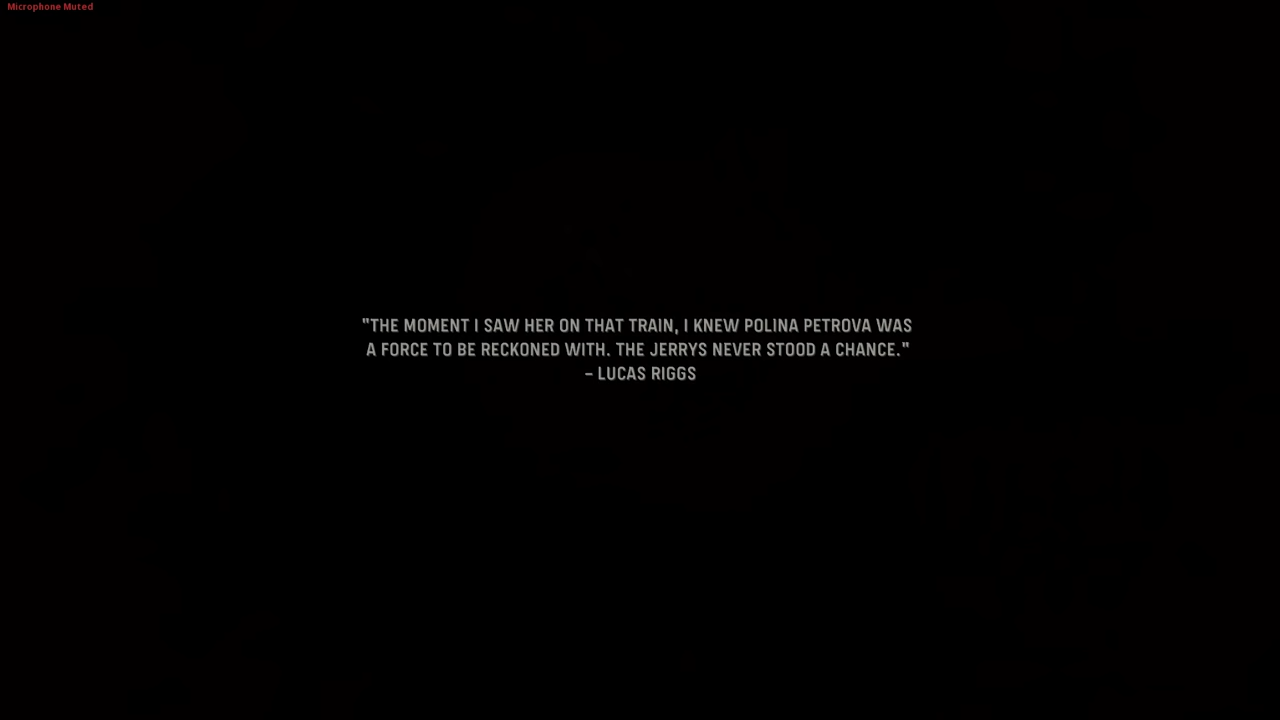 Microphone Muted
"THE MOMENT I SAW HER ON THAT TRAIN, I KNEW POLINA PETROVA WAS
A FORCE TO BE RECKONED WITH. THE JERRYS NEVER STOOD A CHANCE."
– LUCAS RIGGS